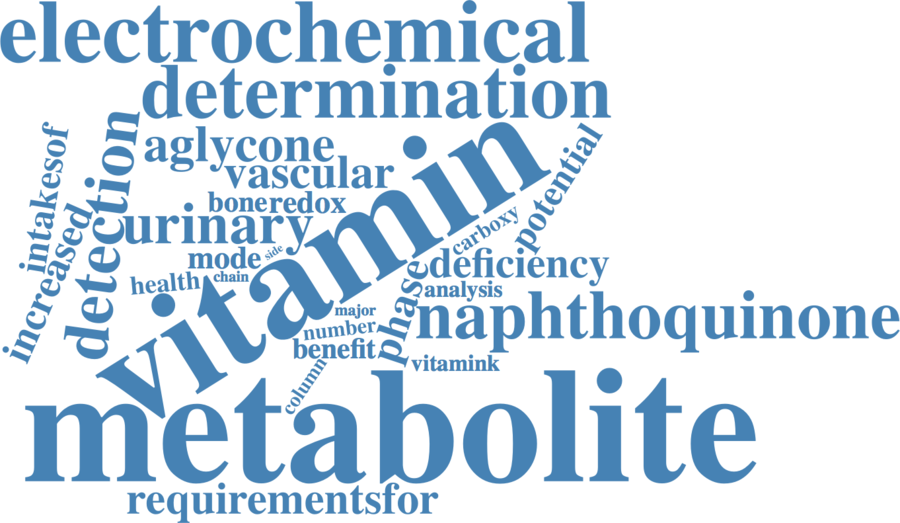 electrochemical
determination
aglycone
vascular
boneredox
urinary
mode
side
chain
health
intakesof
increased
detection
vitamin
potential
carboxy
deficiency
analysis
phase
naphthoquinone
major
number
benefit
vitamink
column
metabolite
requirementsfor